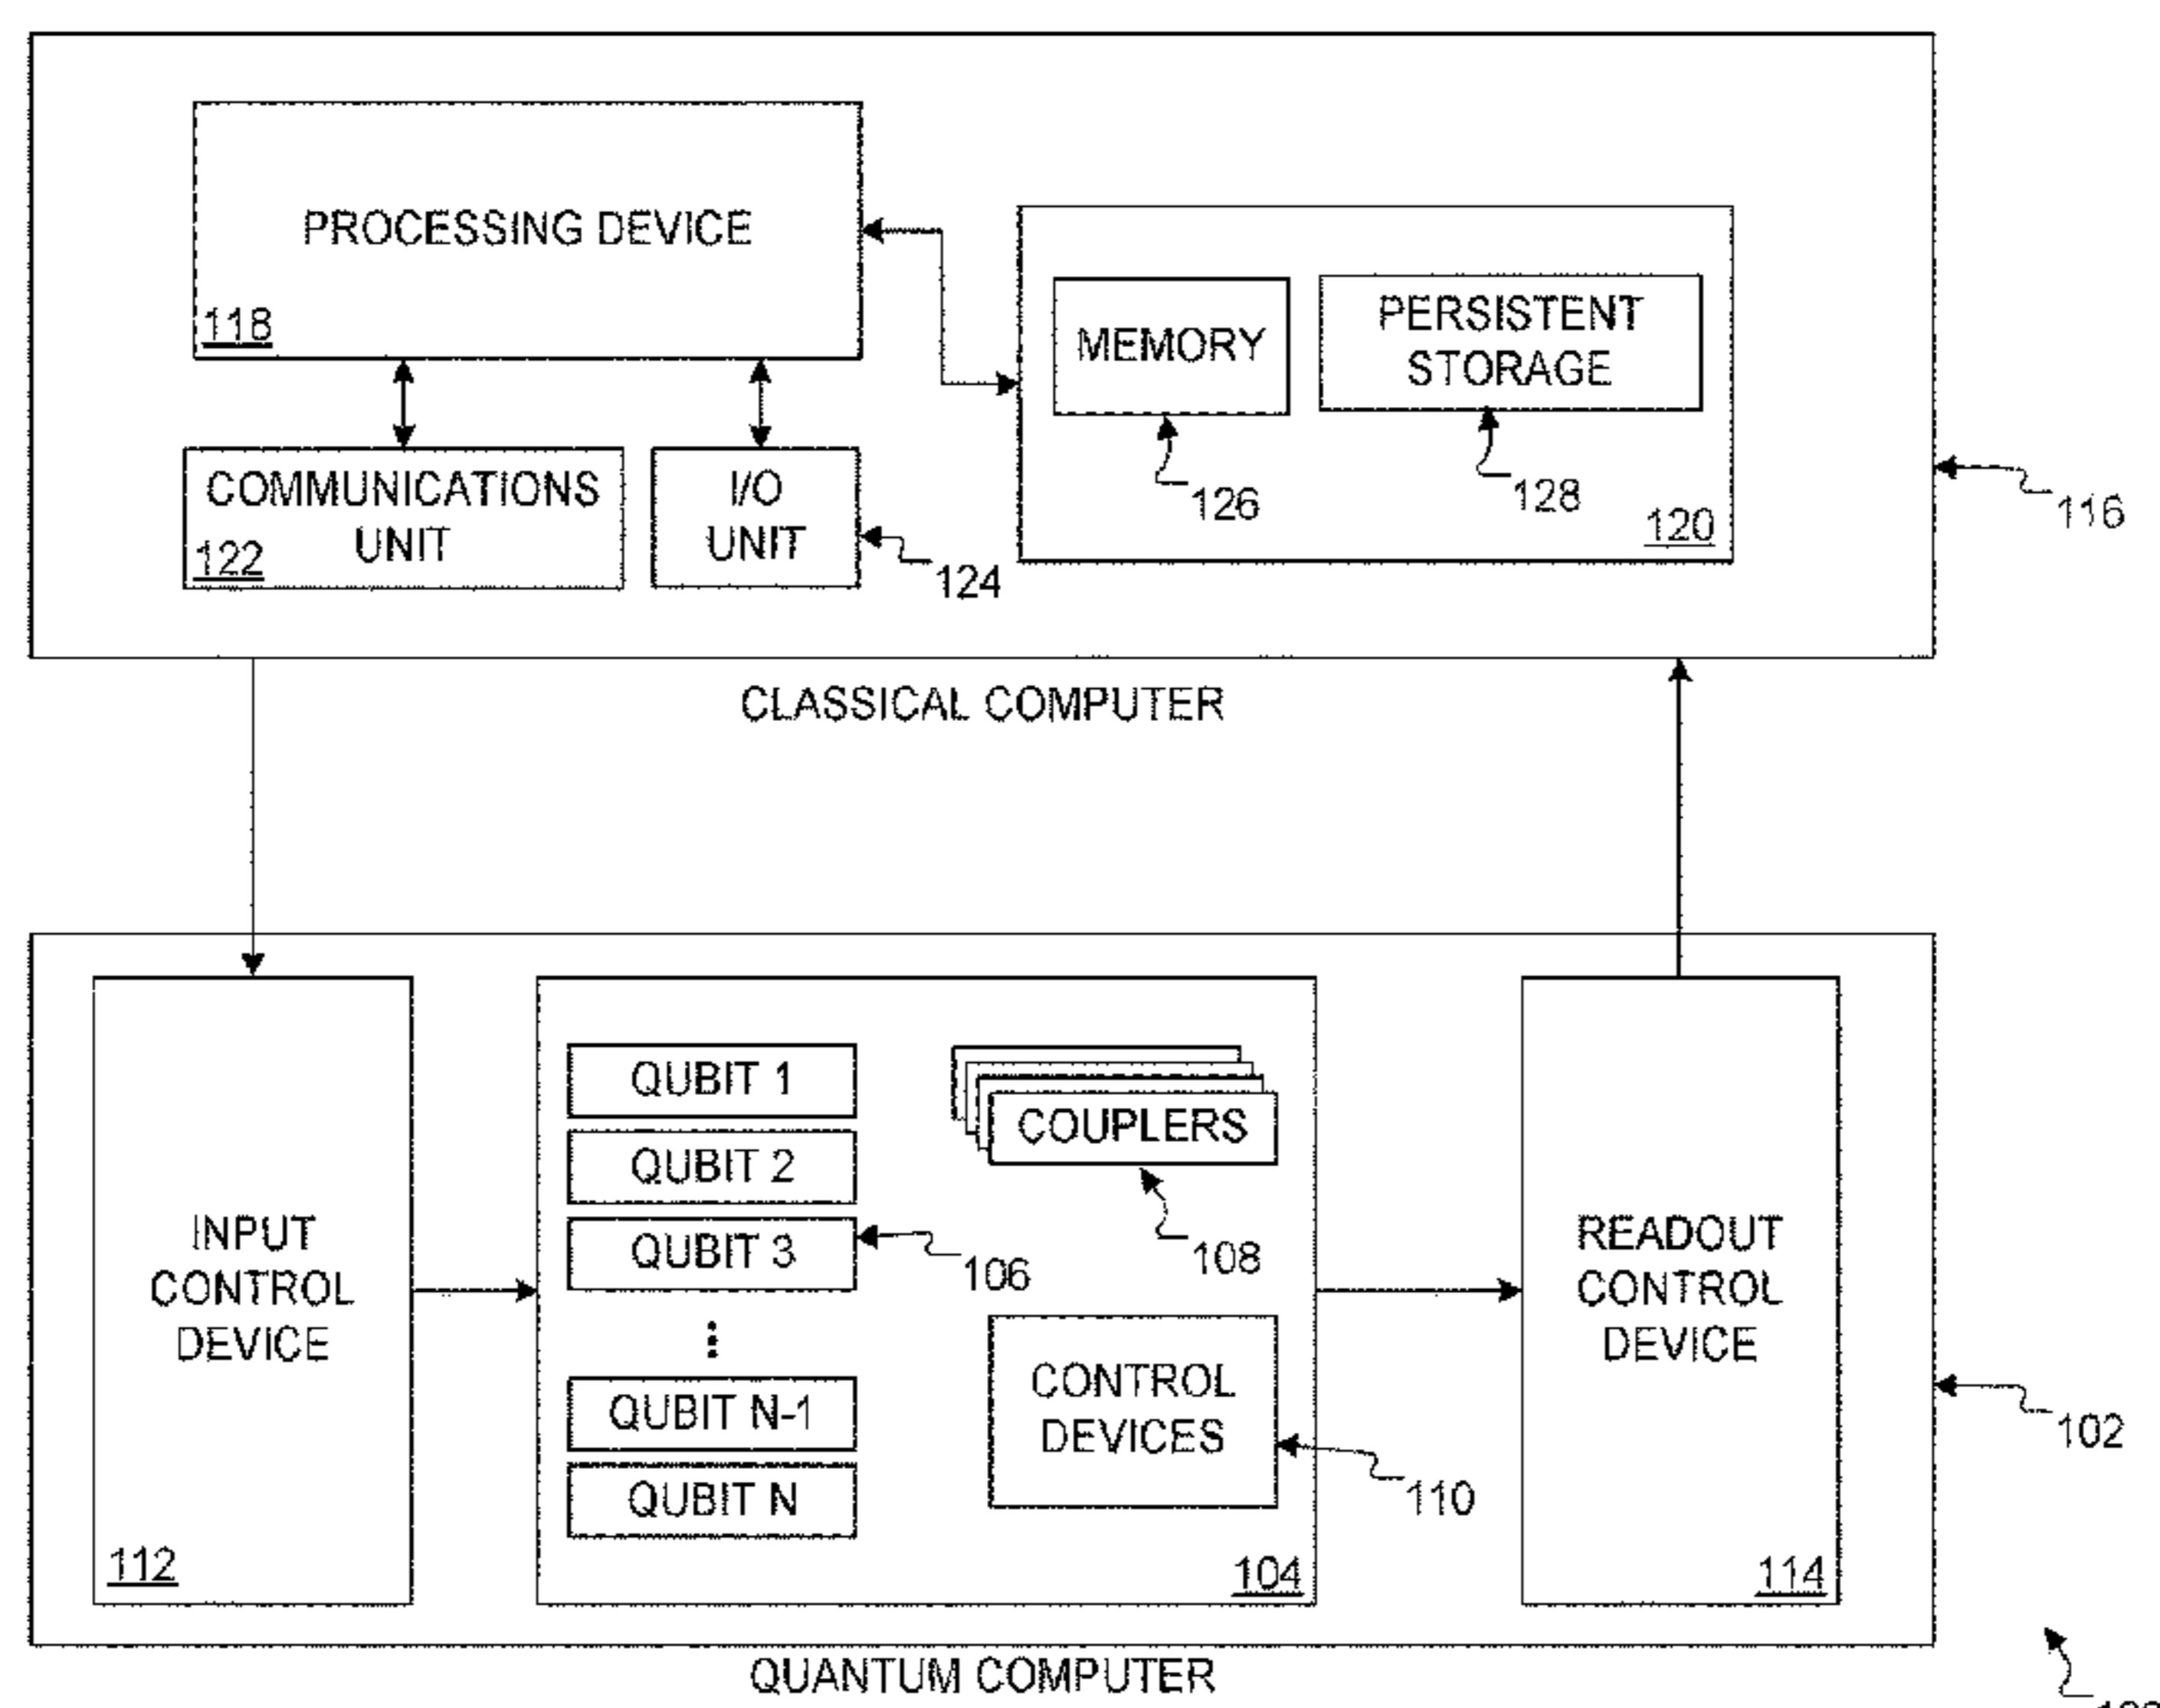 PROCESSING DEVICE
118
MEMORY
PERSISTENT
STORAGE
126
128
120
COMMUNICATIONS
UNIT
122
I/O
UNIT
124
116
CLASSICAL COMPUTER
INPUT
CONTROL
DEVICE
112
QUBIT 1
QUBIT 2
QUBIT 3
106
QUBIT N-1
QUBIT N
COUPLERS
108
CONTROL
DEVICES
110
104
READOUT
CONTROL
DEVICE
114
102
QUANTUM COMPUTER